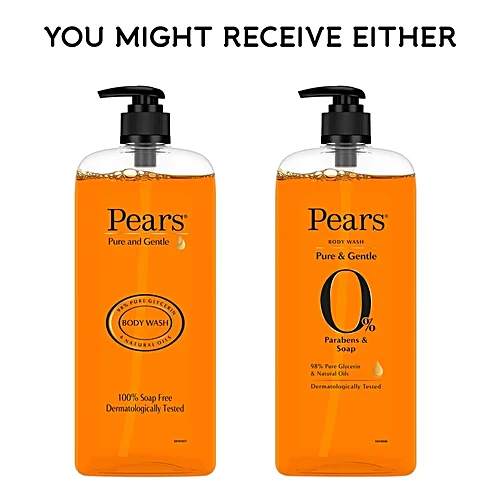 YOU MIGHT RECEIVE EITHER
Pears®
Pure and Gentle
98% PURE GLYCERIN
BODY WASH
& NATURAL OILS
100% Soap Free
Dermatologically Tested
Pears®
BODY WASH
Pure & Gentle
0%
Parabens &
Soap
98% Pure Glycerin
& Natural Oils
Dermatologically Tested